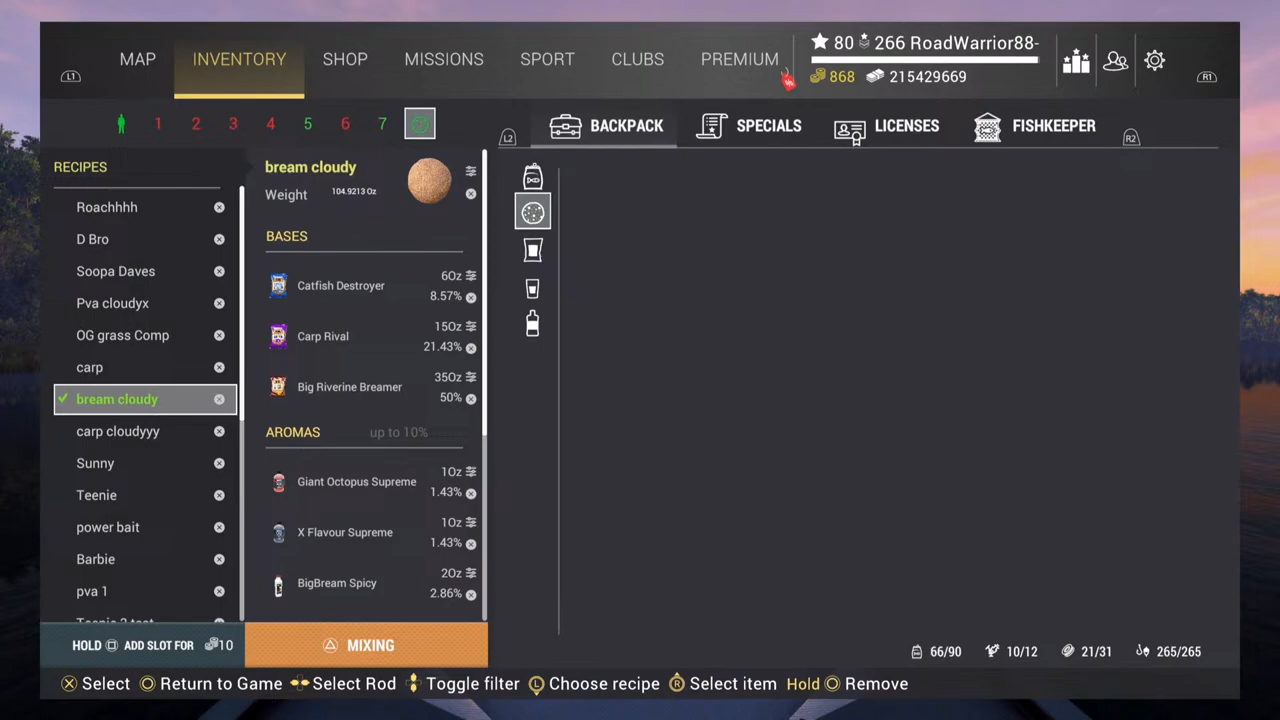 L1
MAP
INVENTORY
SHOP
MISSIONS
SPORT
CLUBS
PREMIUM
80 266 RoadWarrior88-
868 215429669
R1
1 2 3 4 5 6 7
L2
BACKPACK
SPECIALS
LICENSES
FISHKEEPER
R2
RECIPES
Roachhhh
D Bro
Soopa Daves
Pva cloudyx
OG grass Comp
carp
bream cloudy
carp cloudyyy
Sunny
Teenie
power bait
Barbie
pva 1
Teenie 2 test
HOLD ADD SLOT FOR 10
bream cloudy
Weight 104.9213 Oz
BASES
Catfish Destroyer 6Oz
8.57%
Carp Rival 15Oz
21.43%
Big Riverine Breamer 35Oz
50%
AROMAS up to 10%
Giant Octopus Supreme 1Oz
1.43%
X Flavour Supreme 1Oz
1.43%
BigBream Spicy 2Oz
2.86%
MIXING
66/90 10/12 21/31 265/265
Select Return to Game Select Rod Toggle filter L Choose recipe R Select item Hold Remove